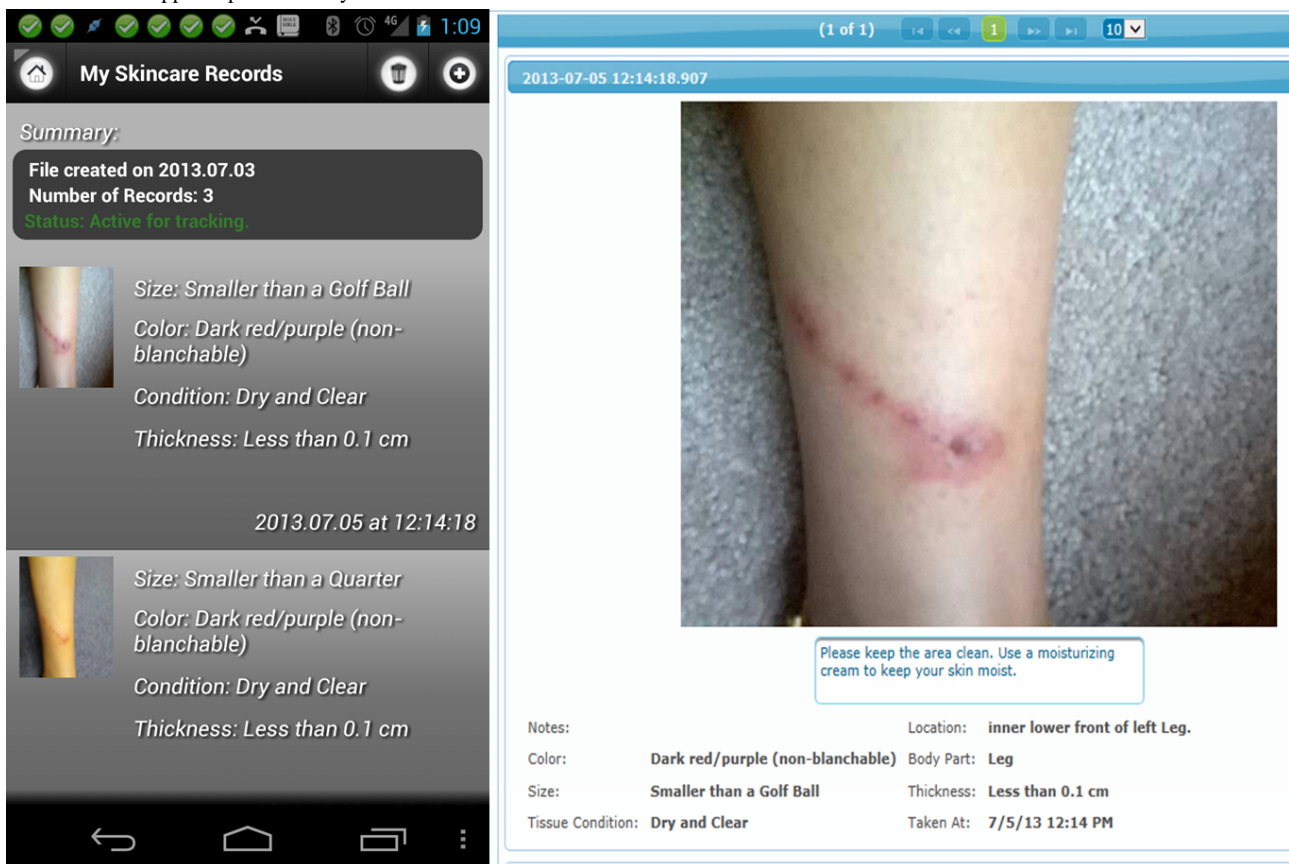 4G 1:09
HOLY BIBLE
My Skincare Records
Summary:
File created on 2013.07.03
Number of Records: 3
Status: Active for tracking.
Size: Smaller than a Golf Ball
Color: Dark red/purple (non-
blanchable)
Condition: Dry and Clear
Thickness: Less than 0.1 cm
2013.07.05 at 12:14:18
Size: Smaller than a Quarter
Color: Dark red/purple (non-
blanchable)
Condition: Dry and Clear
Thickness: Less than 0.1 cm
(1 of 1) 1 10
2013-07-05 12:14:18.907
Please keep the area clean. Use a moisturizing
cream to keep your skin moist.
Notes: Location: inner lower front of left Leg.
Color: Dark red/purple (non-blanchable) Body Part: Leg
Size: Smaller than a Golf Ball Thickness: Less than 0.1 cm
Tissue Condition: Dry and Clear Taken At: 7/5/13 12:14 PM